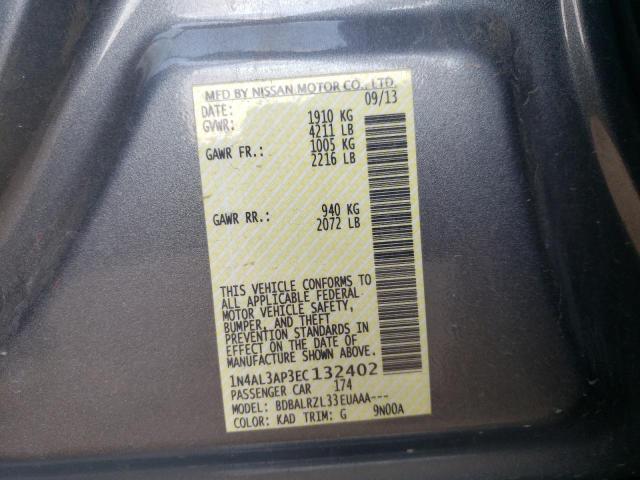 MFD BY NISSAN MOTOR CO., LTD.
DATE: 09/13
GVWR: 1910 KG
4211 LB
GAWR FR.: 1005 KG
2216 LB
GAWR RR.: 940 KG
2072 LB
THIS VEHICLE CONFORMS TO
ALL APPLICABLE FEDERAL
MOTOR VEHICLE SAFETY,
BUMPER, AND THEFT
PREVENTION STANDARDS IN
EFFECT ON THE DATE OF
MANUFACTURE SHOWN ABOVE.
1N4AL3AP3EC132402
PASSENGER CAR 174
MODEL: BDBALRZL33EUAAA---
COLOR: KAD TRIM: G 9N00A